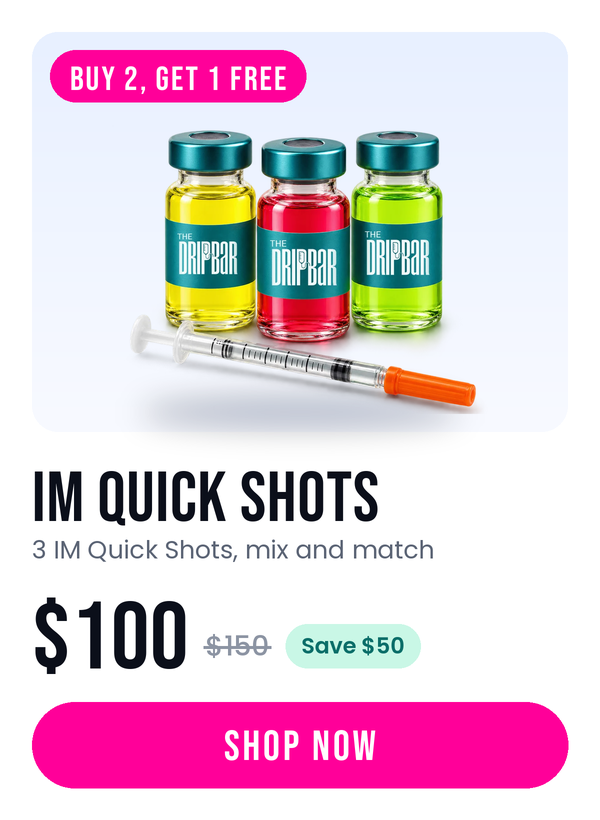 BUY 2, GET 1 FREE
THE
DRIPBAR
THE
DRIPBAR
THE
DRIPBAR
IM QUICK SHOTS
3 IM Quick Shots, mix and match
$100 $150 Save $50
SHOP NOW